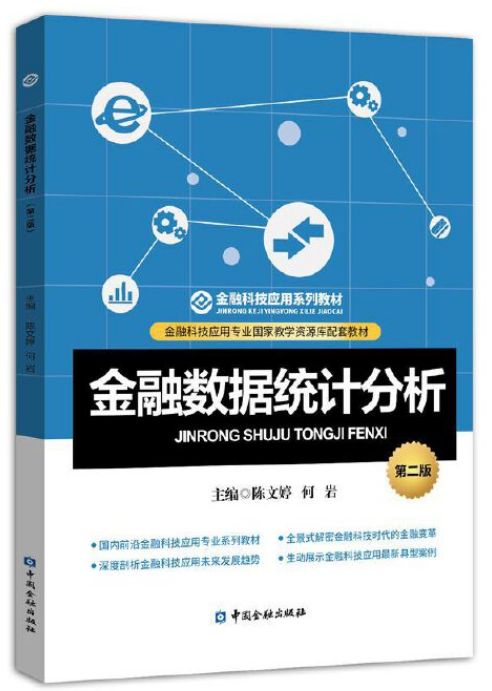 金融数据统计分析(第二版)
主编 陈文婷 何岩
金融科技应用系列教材
JINRONG KEJI YINGYONG XILIE JIAOCAI
金融科技应用专业国家教学资源库配套教材
金融数据统计分析
JINRONG SHUJU TONGJI FENXI
第二版
主编◎陈文婷 何岩
•国内前沿金融科技应用专业系列教材
•全景式解密金融科技时代的金融变革
•深度剖析金融科技应用未来发展趋势
•生动展示金融科技应用最新典型案例
中国金融出版社